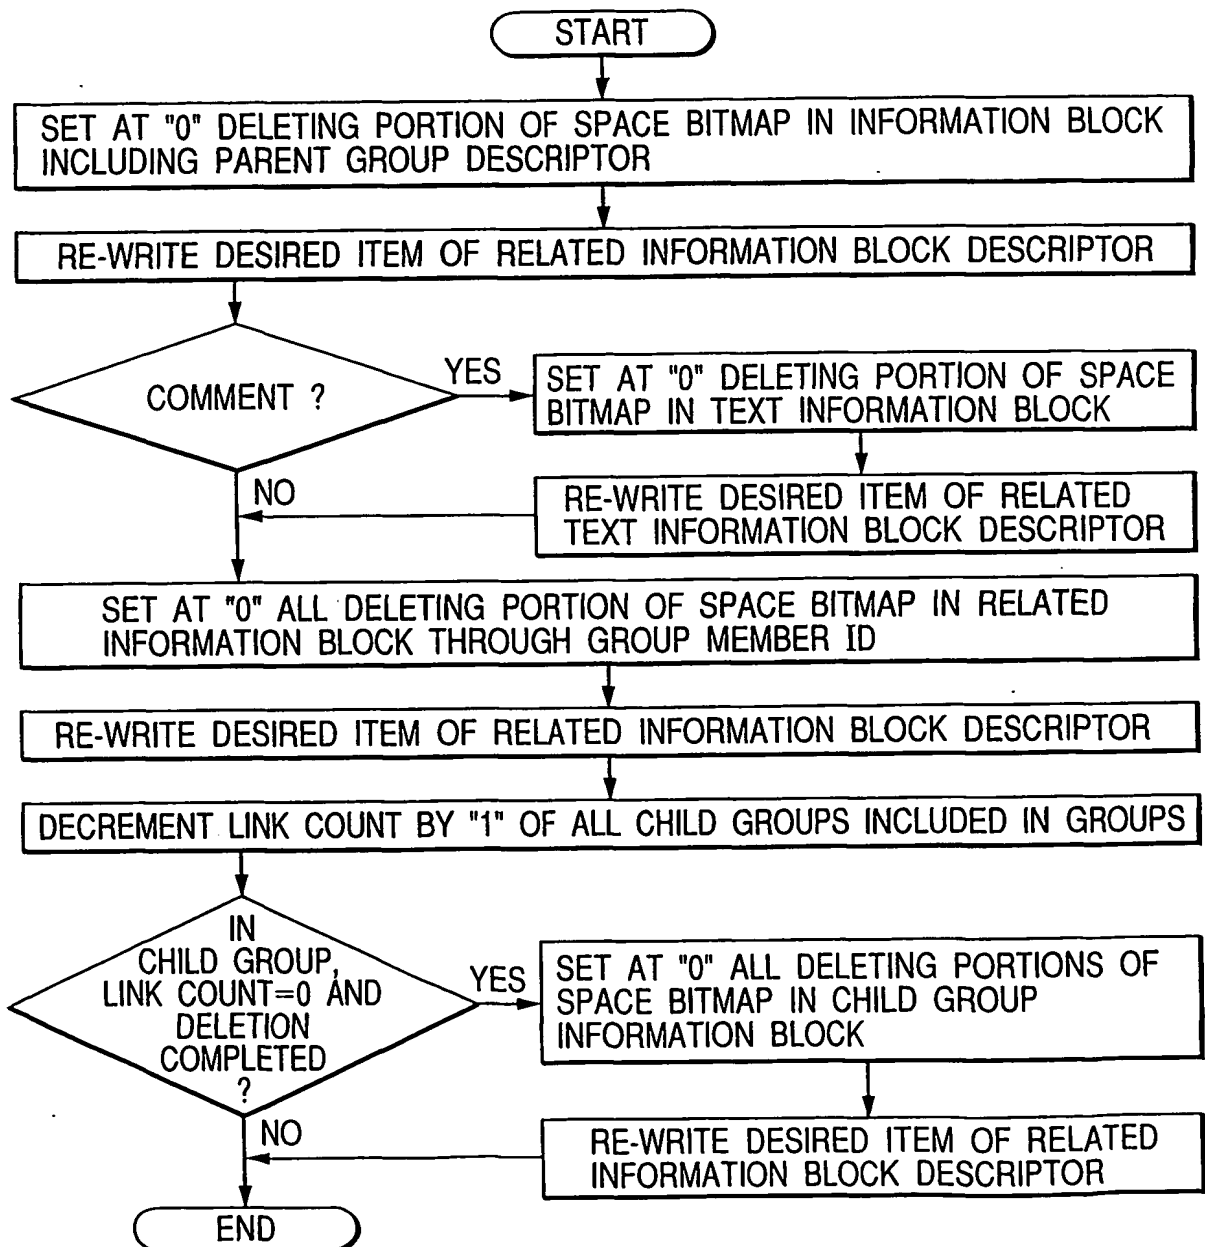 START
SET AT "0" DELETING PORTION OF SPACE BITMAP IN INFORMATION BLOCK
INCLUDING PARENT GROUP DESCRIPTOR
RE-WRITE DESIRED ITEM OF RELATED INFORMATION BLOCK DESCRIPTOR
COMMENT ?
YES
SET AT "0" DELETING PORTION OF SPACE
BITMAP IN TEXT INFORMATION BLOCK
NO
RE-WRITE DESIRED ITEM OF RELATED
TEXT INFORMATION BLOCK DESCRIPTOR
SET AT "0" ALL DELETING PORTION OF SPACE BITMAP IN RELATED
INFORMATION BLOCK THROUGH GROUP MEMBER ID
RE-WRITE DESIRED ITEM OF RELATED INFORMATION BLOCK DESCRIPTOR
DECREMENT LINK COUNT BY "1" OF ALL CHILD GROUPS INCLUDED IN GROUPS
IN
CHILD GROUP,
LINK COUNT=0 AND
DELETION
COMPLETED
?
YES
SET AT "0" ALL DELETING PORTIONS OF
SPACE BITMAP IN CHILD GROUP
INFORMATION BLOCK
NO
RE-WRITE DESIRED ITEM OF RELATED
INFORMATION BLOCK DESCRIPTOR
END